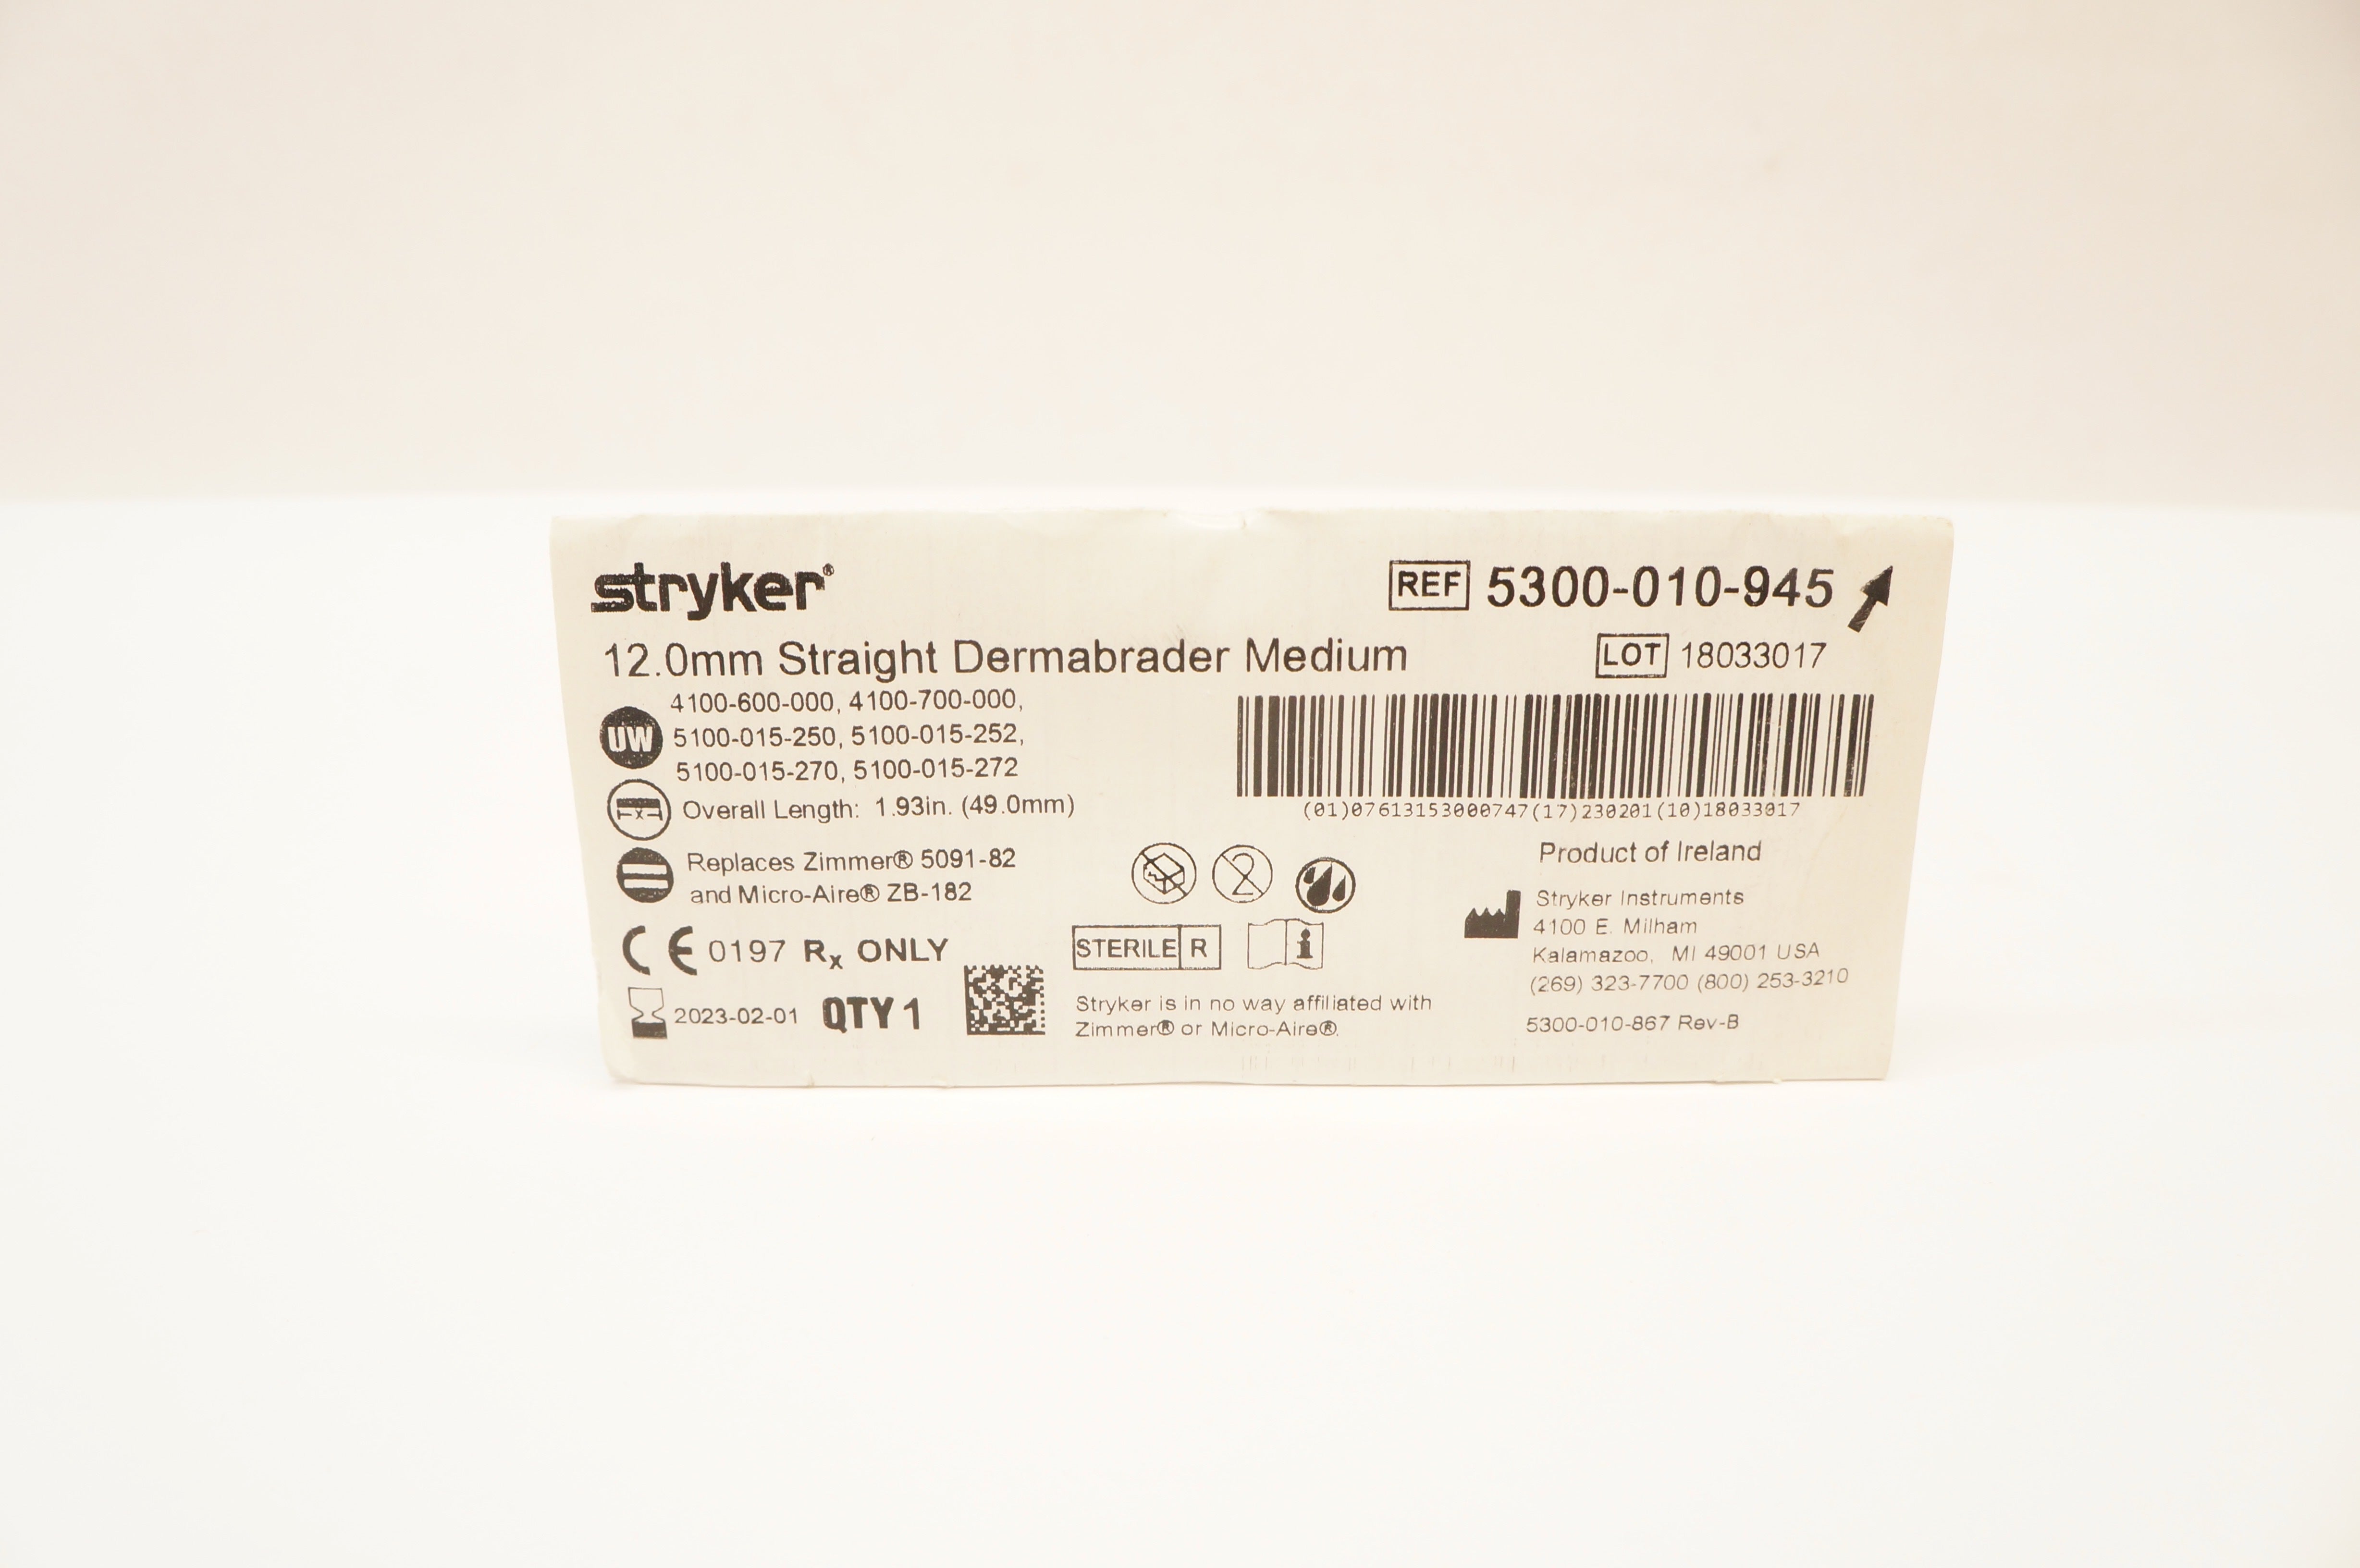 stryker®
REF 5300-010-945
12.0mm Straight Dermabrader Medium
LOT 18033017
UW
4100-600-000, 4100-700-000,
5100-015-250, 5100-015-252,
5100-015-270, 5100-015-272
x
Overall Length: 1.93in. (49.0mm)
(01)07613153000747(17)230201(10)18033017
Replaces Zimmer® 5091-82
and Micro-Aire® ZB-182
2
Product of Ireland
Stryker Instruments
4100 E. Milham
Kalamazoo, MI 49001 USA
(269) 323-7700 (800) 253-3210
5300-010-867 Rev-B
CE 0197 Rx ONLY
STERILE R
i
2023-02-01 QTY 1
Stryker is in no way affiliated with
Zimmer® or Micro-Aire®.